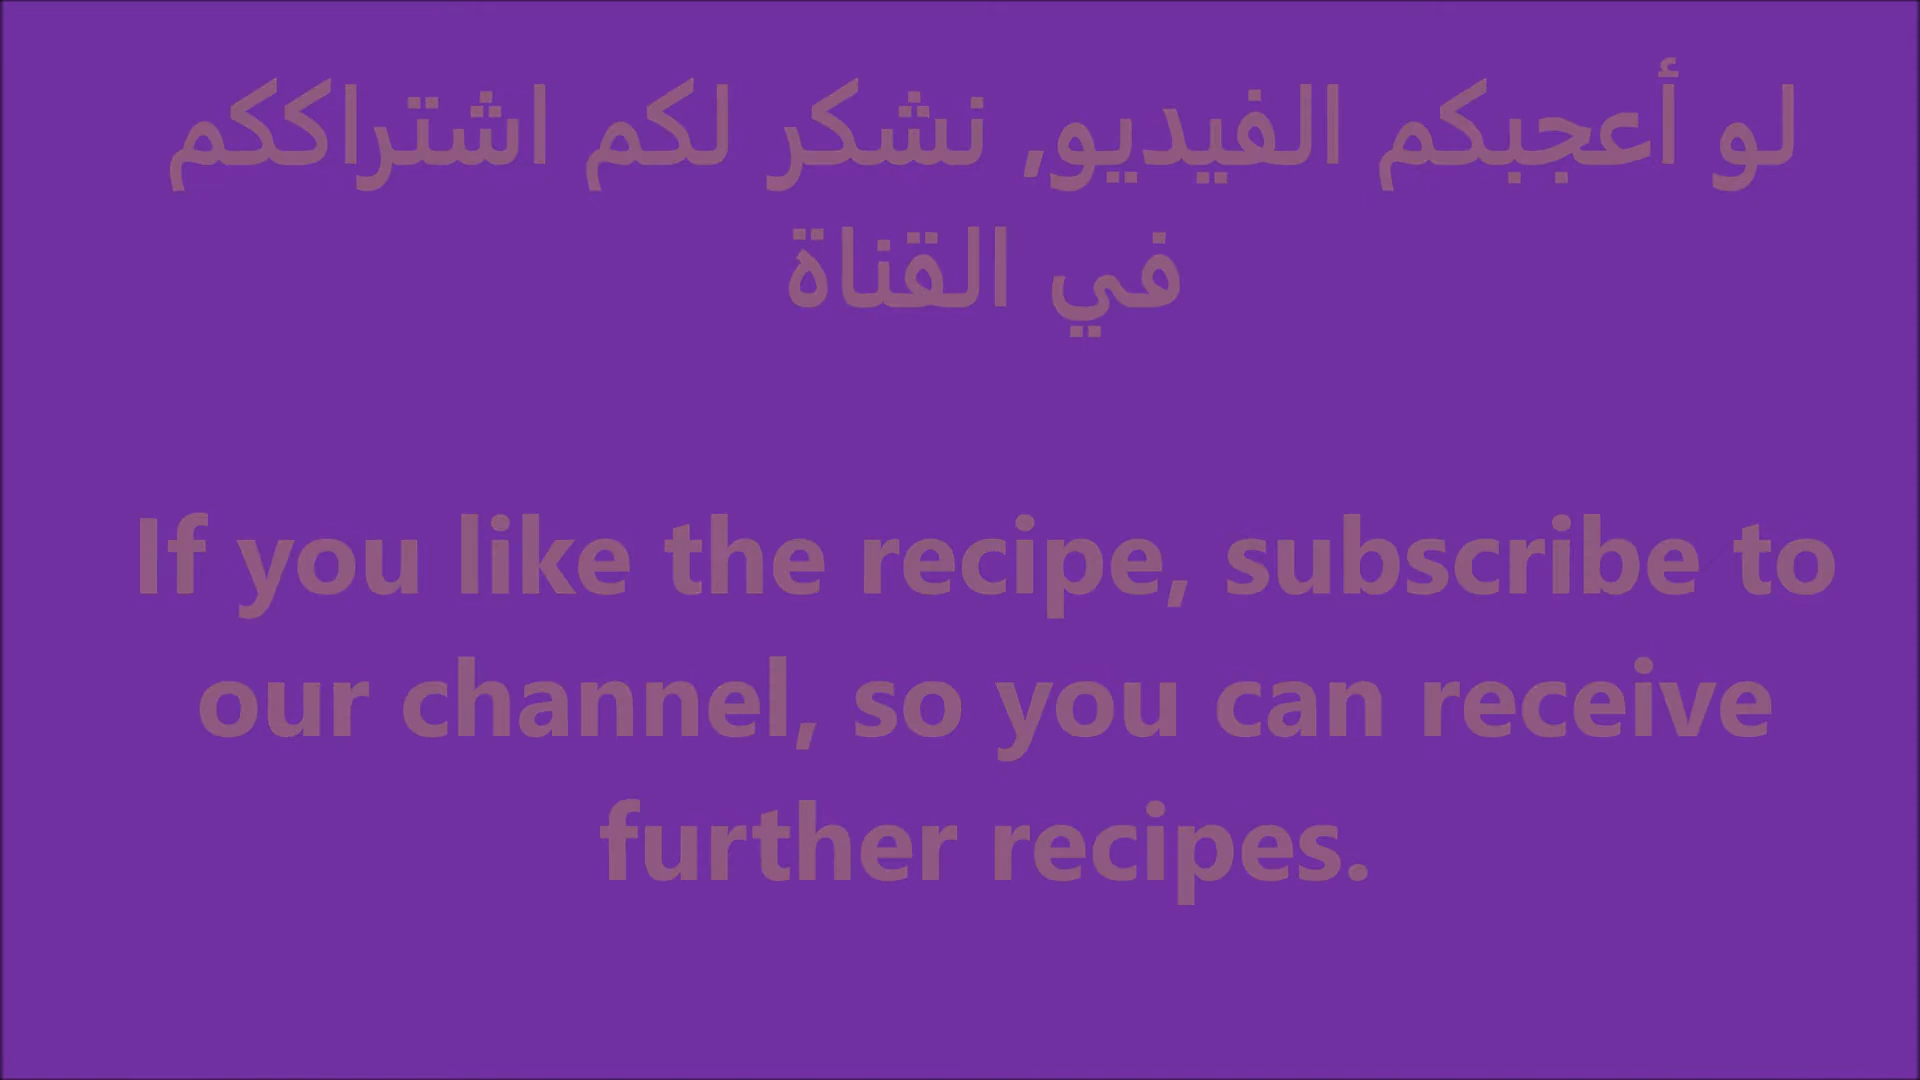 لو أعجبكم الفيديو, نشكر لكم اشتراككم
في القناة
If you like the recipe, subscribe to
our channel, so you can receive
further recipes.